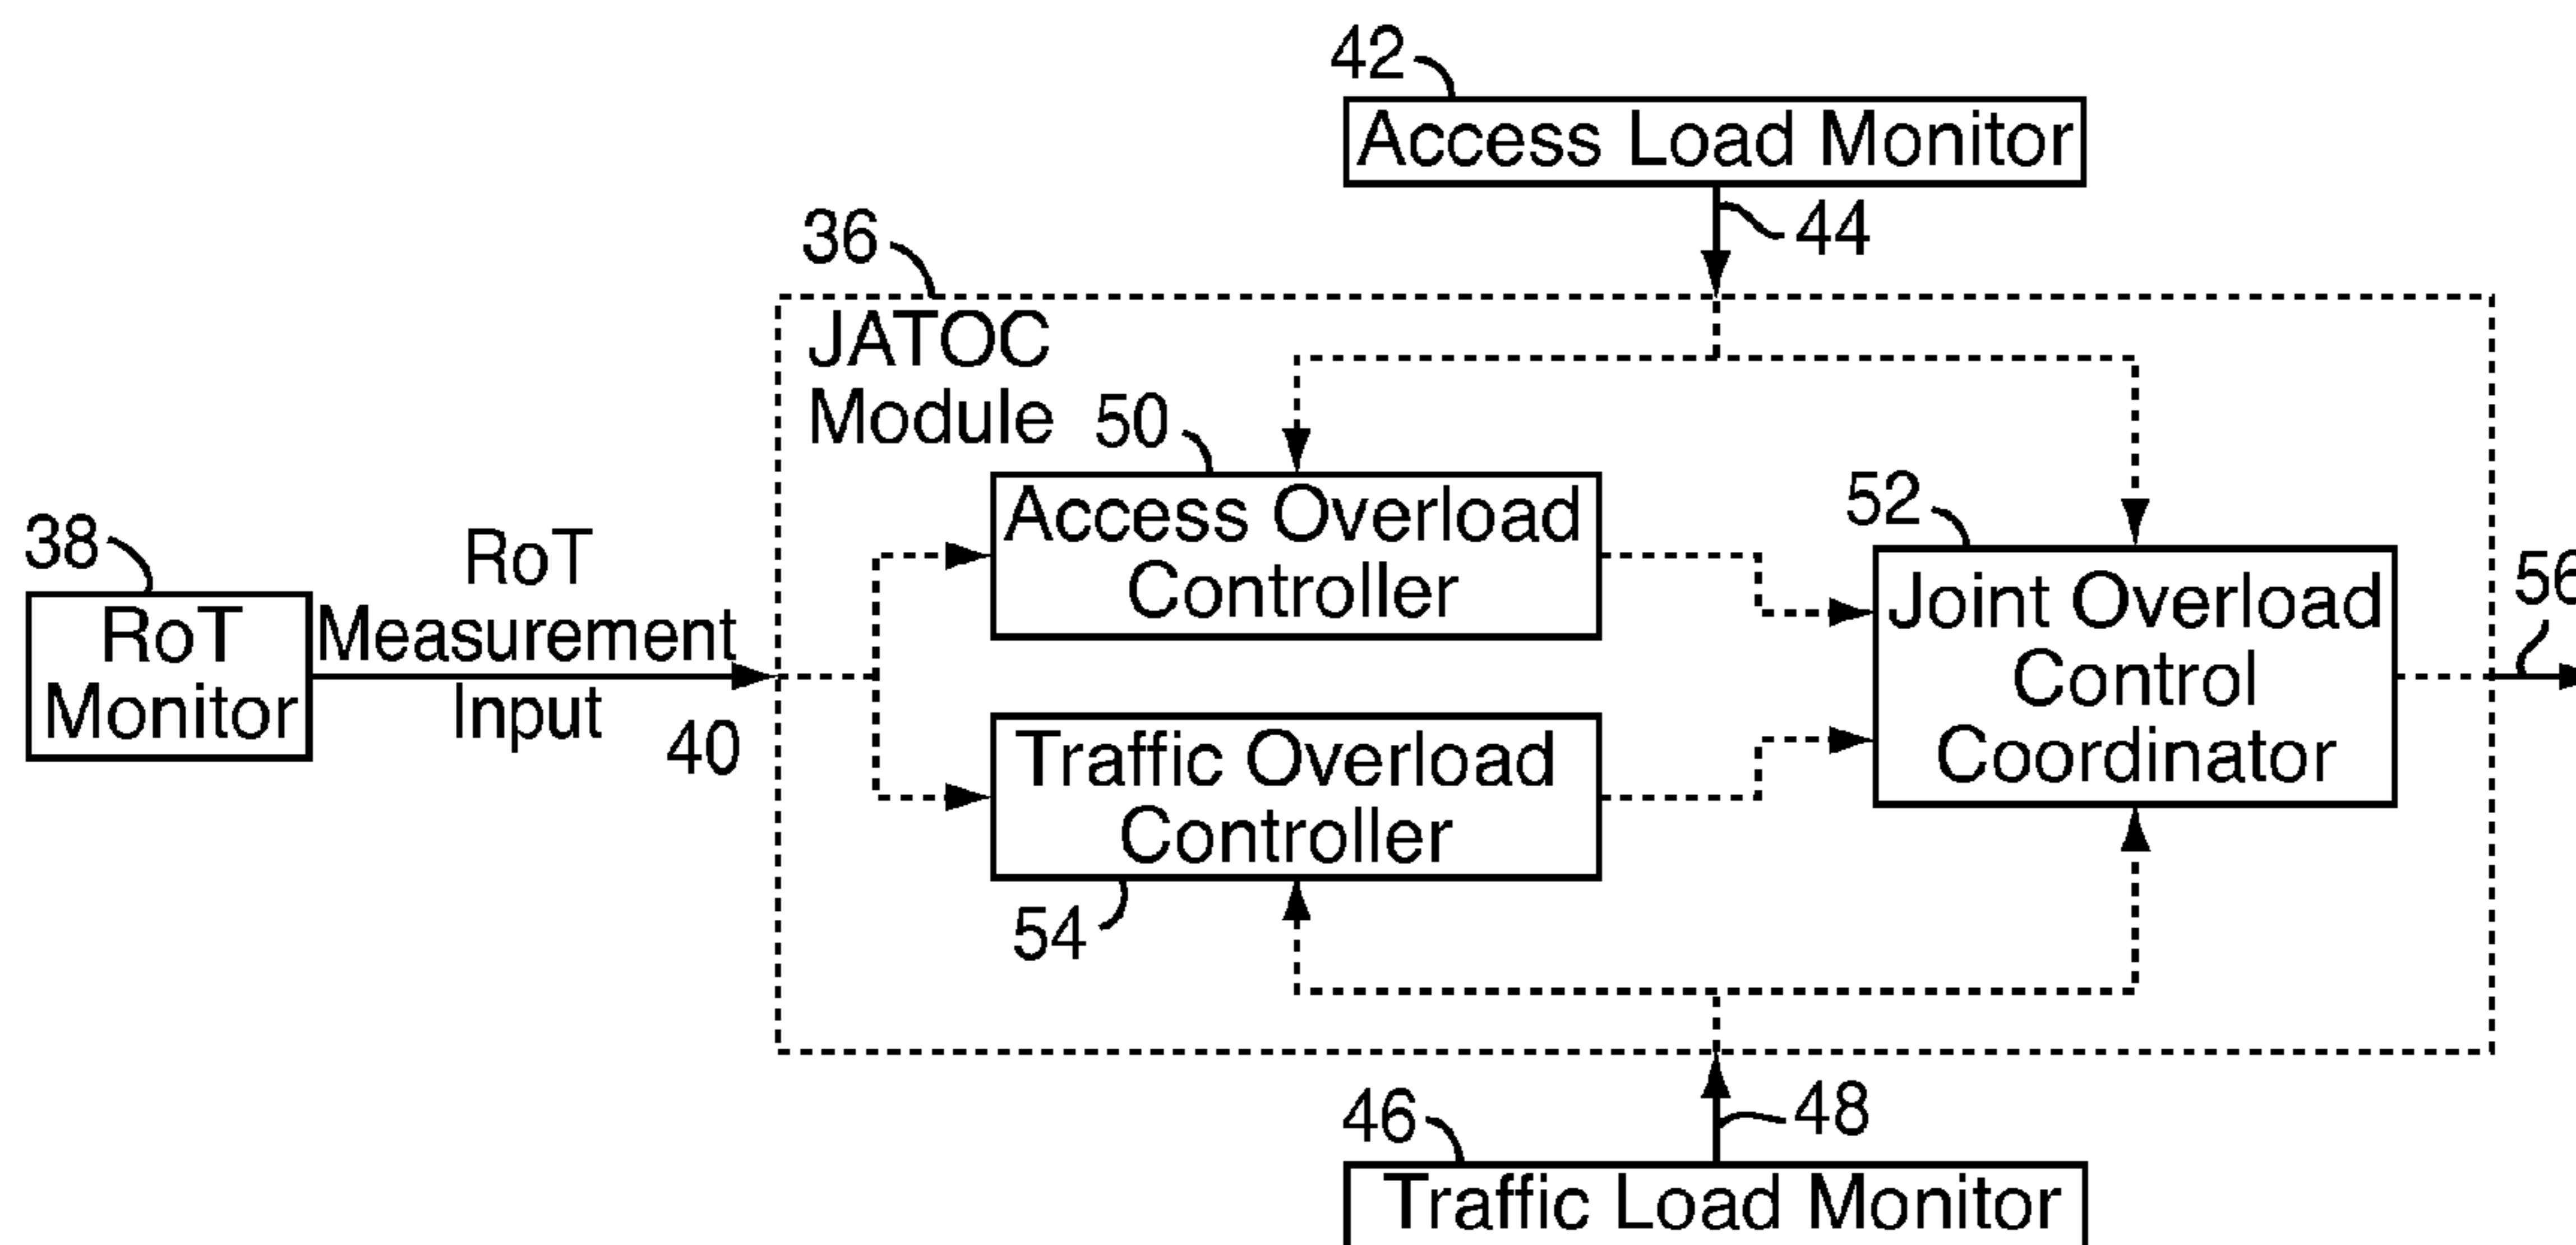 42
Access Load Monitor
44
36
JATOC
Module
50
Access Overload
Controller
52
Joint Overload
Control
Coordinator
56
38
RoT
Monitor
RoT
Measurement
Input
40
Traffic Overload
Controller
54
46
48
Traffic Load Monitor